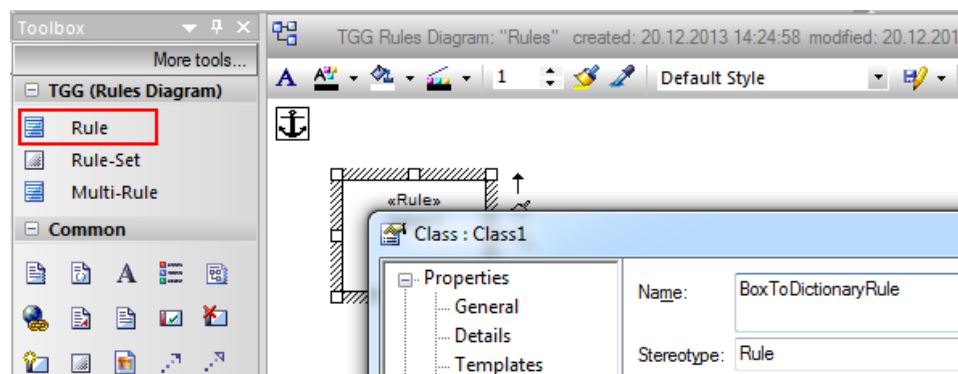 Toolbox
More tools...
TGG (Rules Diagram)
Rule
Rule-Set
Multi-Rule
Common
TGG Rules Diagram: "Rules" created: 20.12.2013 14:24:58 modified: 20.12.201
A 1 Default Style
«Rule»
Class : Class1
Properties
General
Details
Templates
Name: BoxToDictionaryRule
Stereotype: Rule